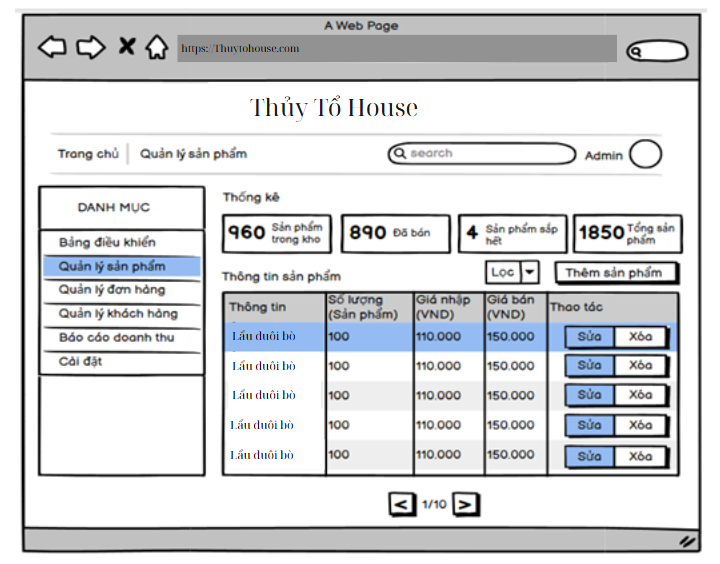 A Web Page
https://Thuytohouse.com
Thủy Tổ House
Trang chủ Quản lý sản phẩm
search
Admin
DANH MỤC
Bảng điều khiển
Quản lý sản phẩm
Quản lý đơn hàng
Quản lý khách hàng
Báo cáo doanh thu
Cài đặt
Thống kê
960 Sản phẩm trong kho
890 Đã bán
4 Sản phẩm sắp hết
1850 Tổng sản phẩm
Thông tin sản phẩm
Lọc
Thêm sản phẩm
Thông tin Số lượng (Sản phẩm) Giá nhập (VND) Giá bán (VND) Thao tác
Lẩu đuôi bò 100 110.000 150.000 Sửa Xóa
Lẩu đuôi bò 100 110.000 150.000 Sửa Xóa
Lẩu đuôi bò 100 110.000 150.000 Sửa Xóa
Lẩu đuôi bò 100 110.000 150.000 Sửa Xóa
Lẩu đuôi bò 100 110.000 150.000 Sửa Xóa
< 1/10 >